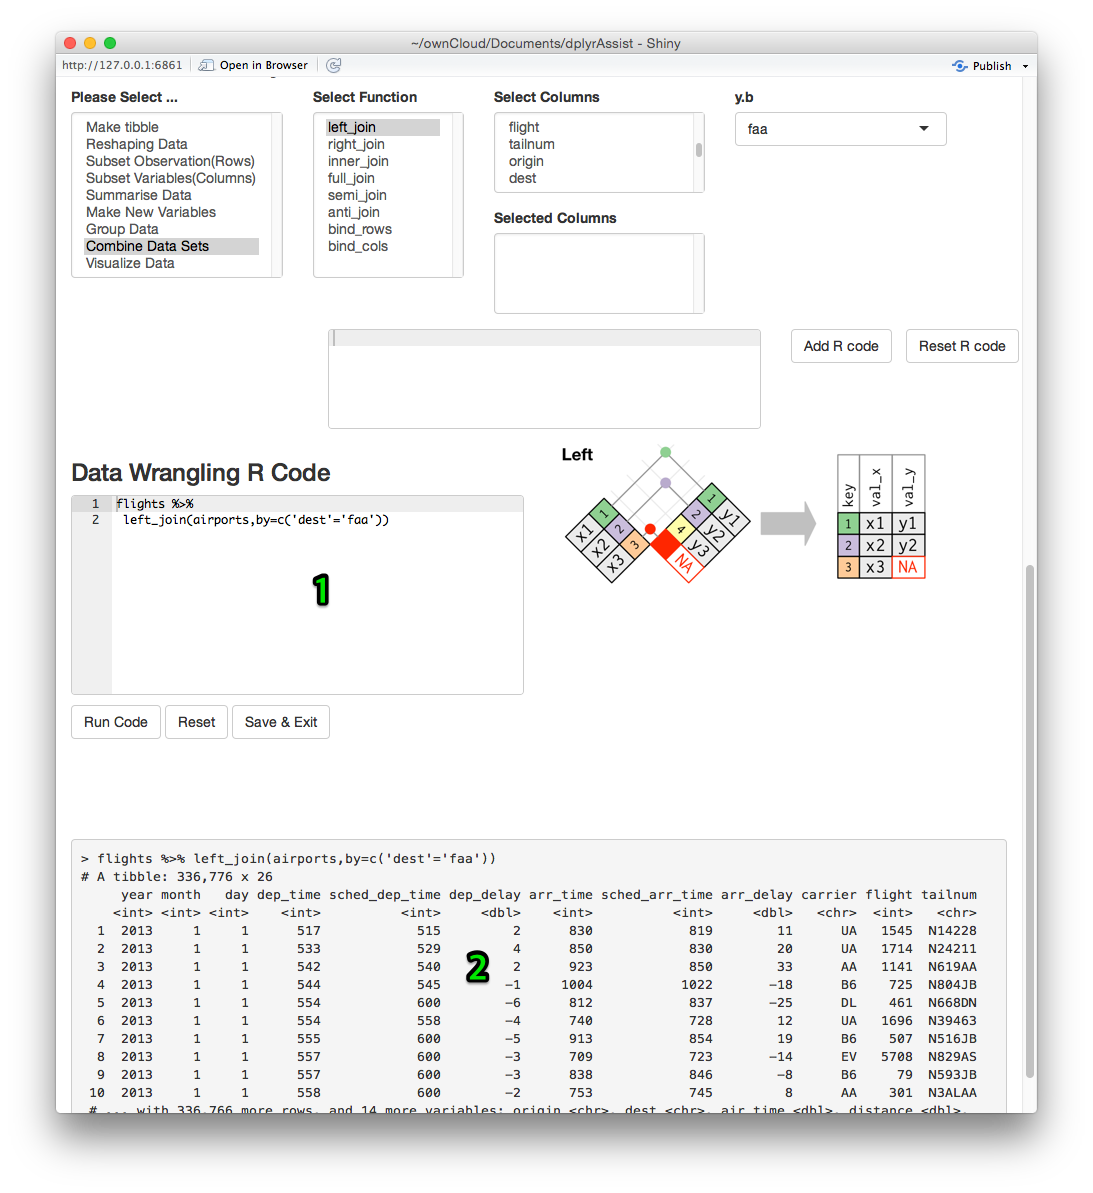 ~/ownCloud/Documents/dplyrAssist - Shiny
http://127.0.0.1:6861 Open in Browser Publish
Please Select ... Select Function Select Columns y.b
Make tibble
Reshaping Data
Subset Observation(Rows)
Subset Variables(Columns)
Summarise Data
Make New Variables
Group Data
Combine Data Sets
Visualize Data
left_join
right_join
inner_join
full_join
semi_join
anti_join
bind_rows
bind_cols
flight
tailnum
origin
dest
faa
Selected Columns
Add R code Reset R code
Data Wrangling R Code
1 flights %>%
2 left_join(airports,by=c('dest'='faa'))
1
Left
x1 1
x2 2
x3 3
1 y1
2 y2
4 y3
NA
key val_x val_y
1 x1 y1
2 x2 y2
3 x3 NA
Run Code Reset Save & Exit
> flights %>% left_join(airports,by=c('dest'='faa'))
# A tibble: 336,776 x 26
year month day dep_time sched_dep_time dep_delay arr_time sched_arr_time arr_delay carrier flight tailnum
<int> <int> <int> <int> <int> <dbl> <int> <int> <dbl> <chr> <int> <chr>
1 2013 1 1 517 515 2 830 819 11 UA 1545 N14228
2 2013 1 1 533 529 4 850 830 20 UA 1714 N24211
3 2013 1 1 542 540 2 923 850 33 AA 1141 N619AA
4 2013 1 1 544 545 -1 1004 1022 -18 B6 725 N804JB
5 2013 1 1 554 600 -6 812 837 -25 DL 461 N668DN
6 2013 1 1 554 558 -4 740 728 12 UA 1696 N39463
7 2013 1 1 555 600 -5 913 854 19 B6 507 N516JB
8 2013 1 1 557 600 -3 709 723 -14 EV 5708 N829AS
9 2013 1 1 557 600 -3 838 846 -8 B6 79 N593JB
10 2013 1 1 558 600 -2 753 745 8 AA 301 N3ALAA
2
# ... with 336,766 more rows, and 14 more variables: origin <chr>, dest <chr>, air_time <dbl>, distance <dbl>,